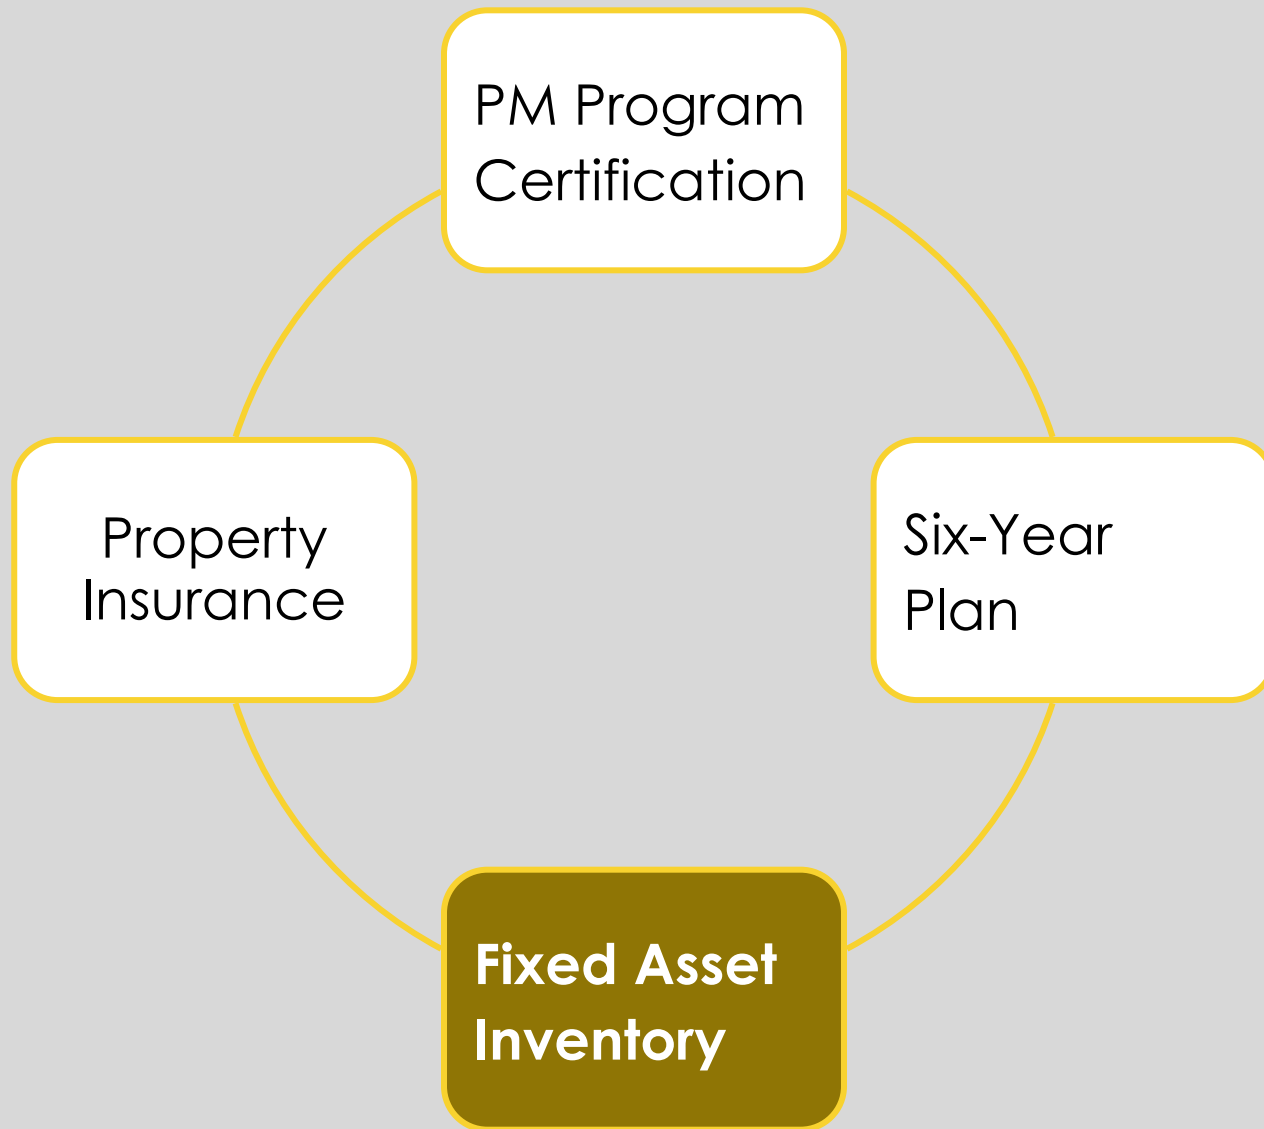 PM Program
Certification
Property
Insurance
Six-Year
Plan
Fixed Asset
Inventory